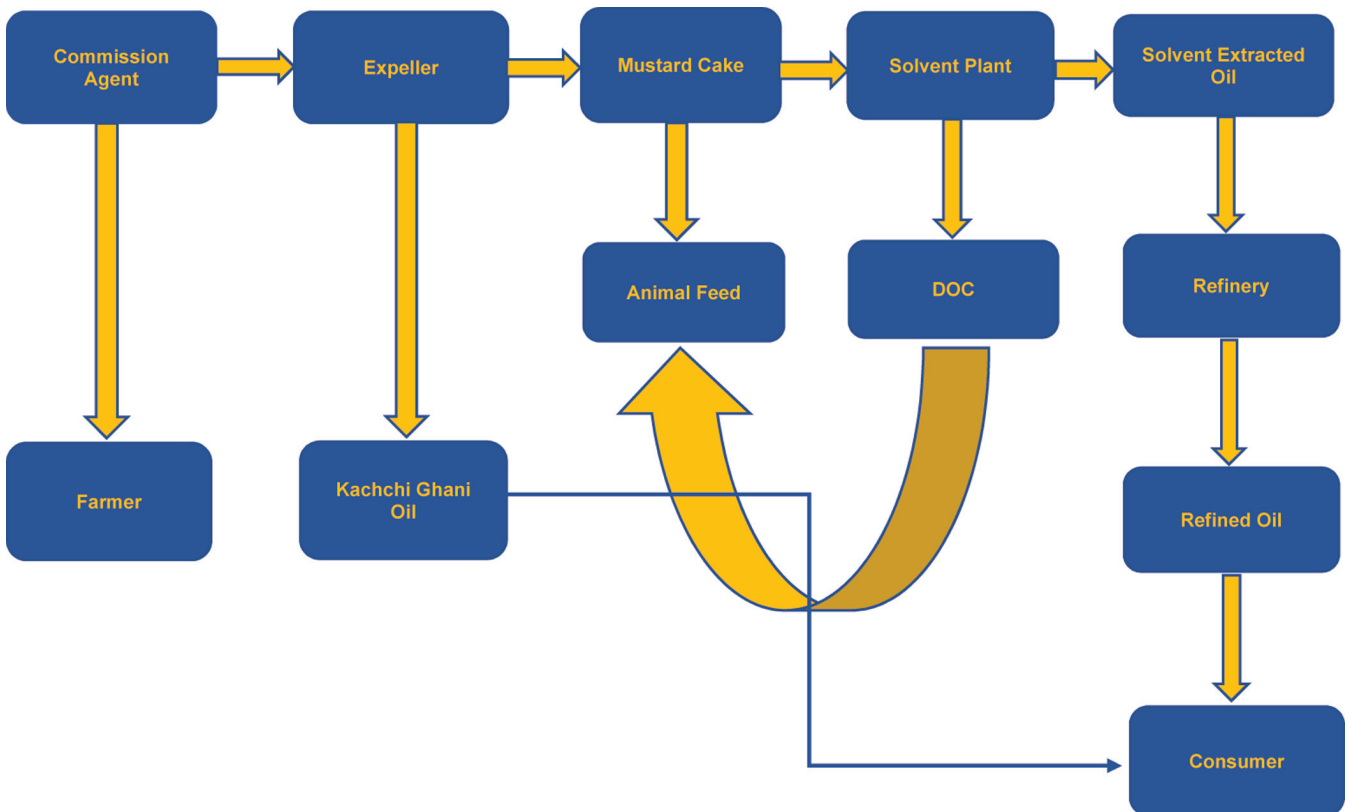 Commission
Agent
Expeller
Mustard Cake
Solvent Plant
Solvent Extracted
Oil
Animal Feed
DOC
Refinery
Farmer
Kachchi Ghani
Oil
Refined Oil
Consumer